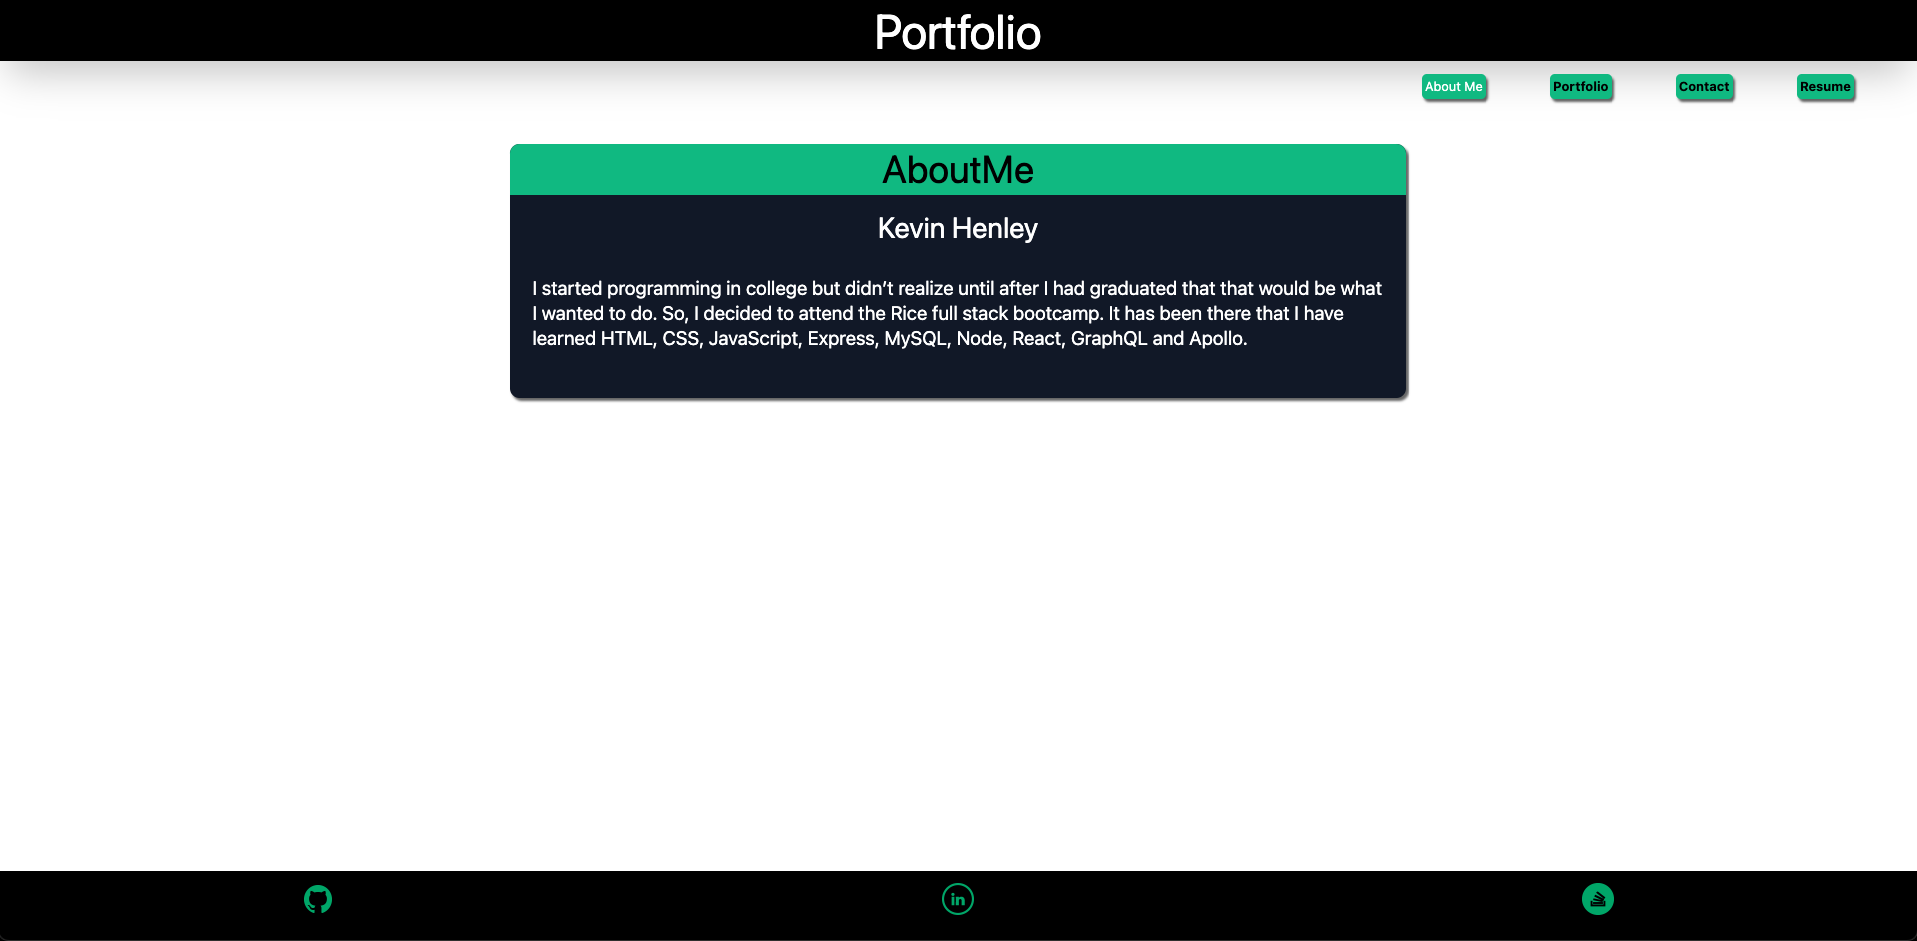 Portfolio
About Me
Portfolio
Contact
Resume
AboutMe
Kevin Henley
I started programming in college but didn’t realize until after I had graduated that that would be what
I wanted to do. So, I decided to attend the Rice full stack bootcamp. It has been there that I have
learned HTML, CSS, JavaScript, Express, MySQL, Node, React, GraphQL and Apollo.
in